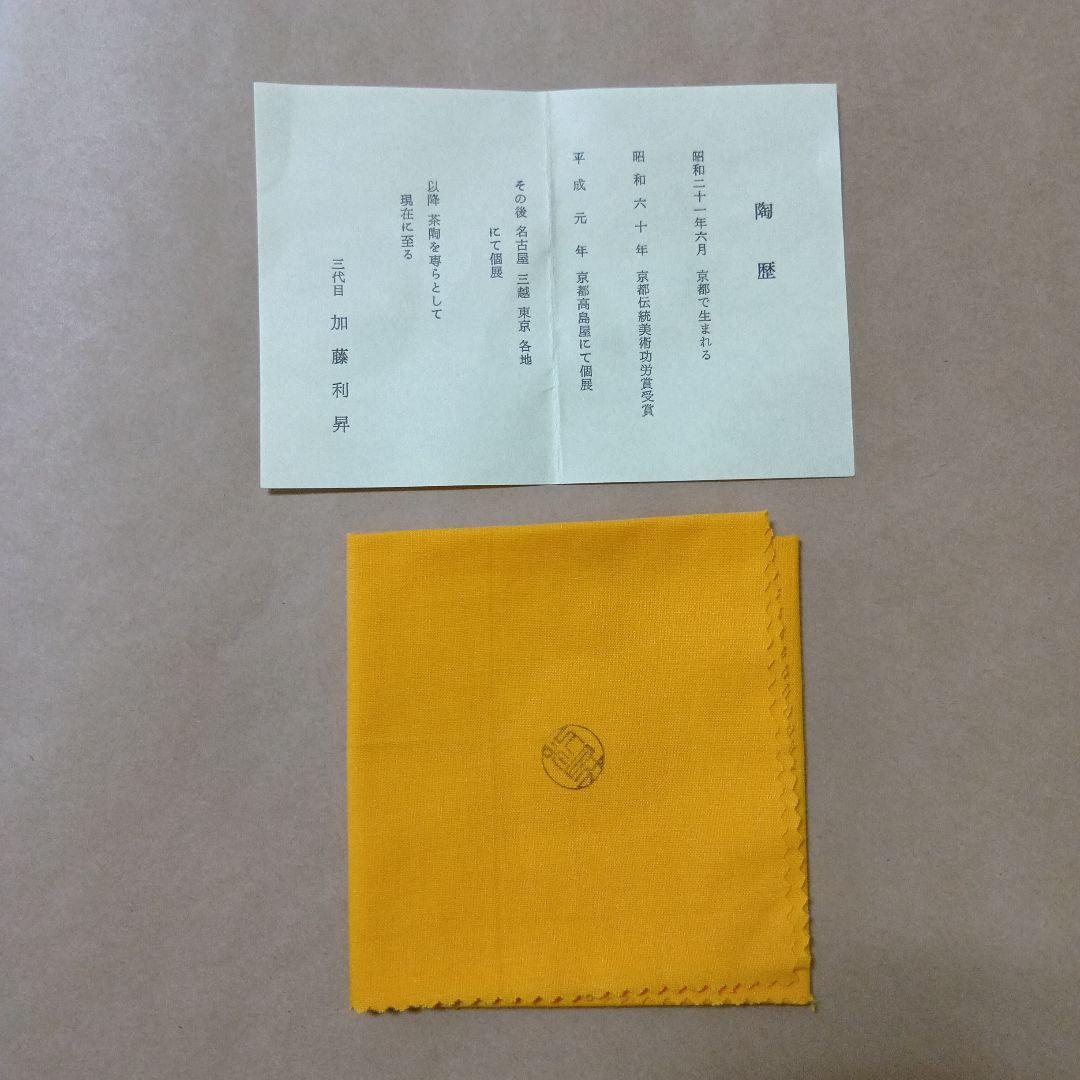 陶歴
昭和二十一年六月 京都で生まれる
昭和六十年 京都伝統美術功労賞受賞
平成元年 京都高島屋にて個展
その後 名古屋 三越 東京 各地
にて個展
以降 茶陶を専らとして
現在に至る
三代目 加藤利昇